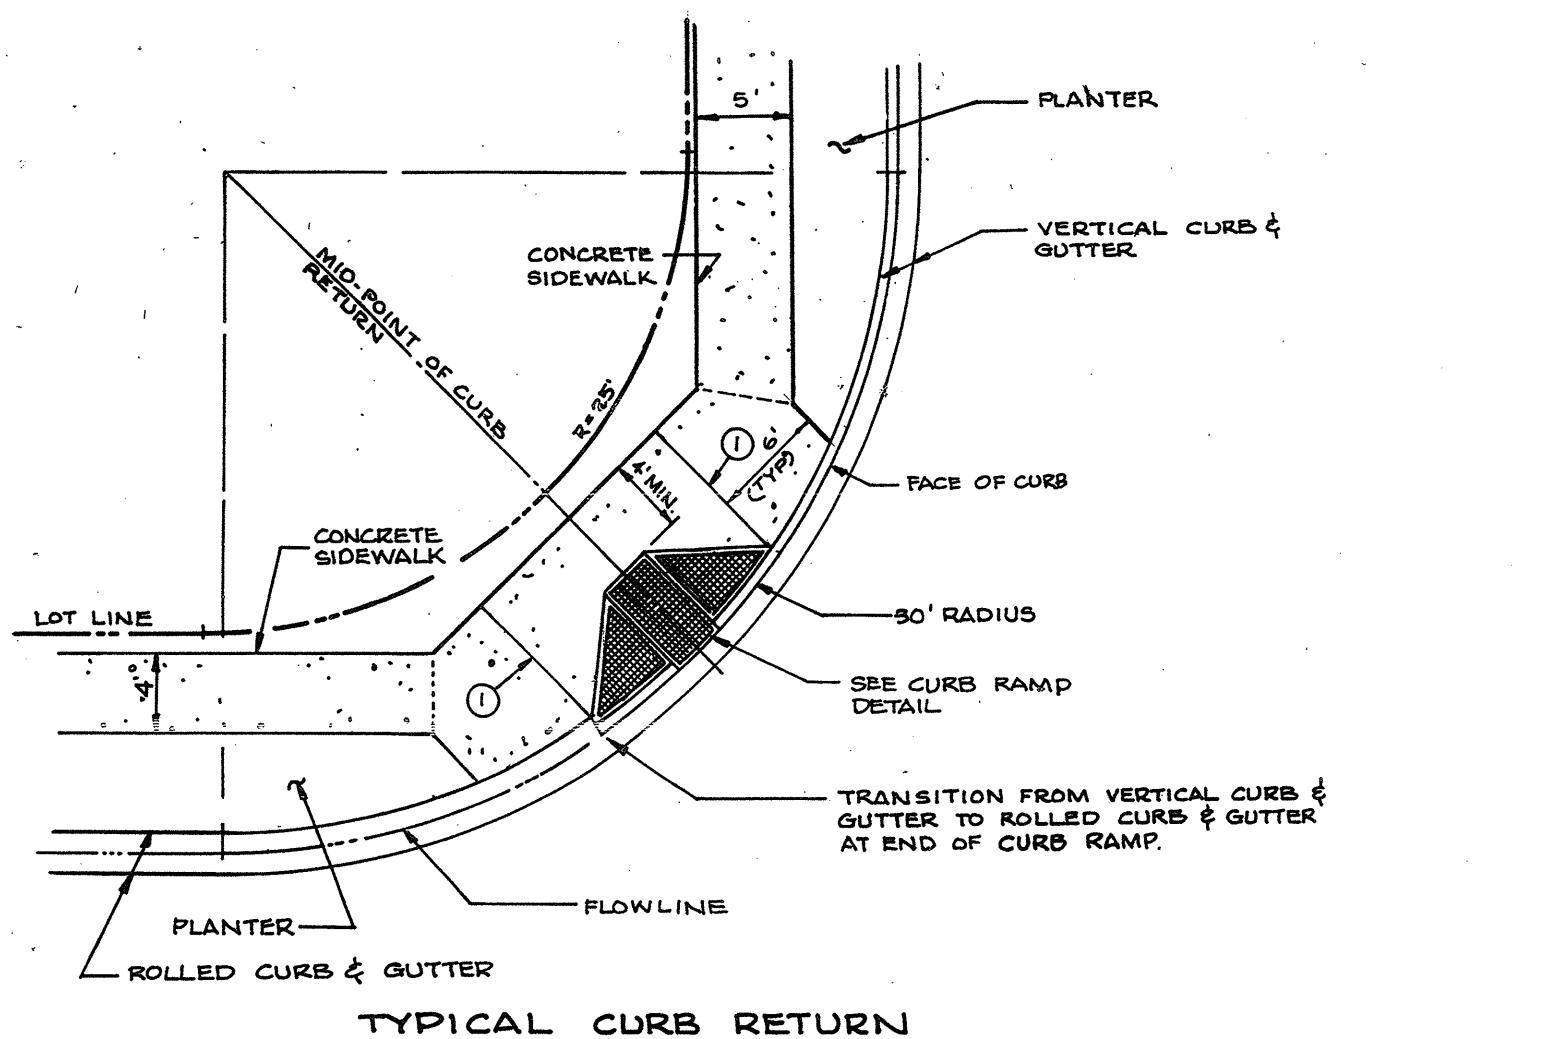 5'
PLANTER
VERTICAL CURB &
GUTTER
CONCRETE
SIDEWALK
MID-POINT OF CURB
RETURN
R=25'
1
6'
(TYP)
4' MIN.
FACE OF CURB
CONCRETE
SIDEWALK
LOT LINE
30' RADIUS
4'
1
SEE CURB RAMP
DETAIL
TRANSITION FROM VERTICAL CURB &
GUTTER TO ROLLED CURB & GUTTER
AT END OF CURB RAMP.
FLOWLINE
PLANTER
ROLLED CURB & GUTTER
TYPICAL CURB RETURN